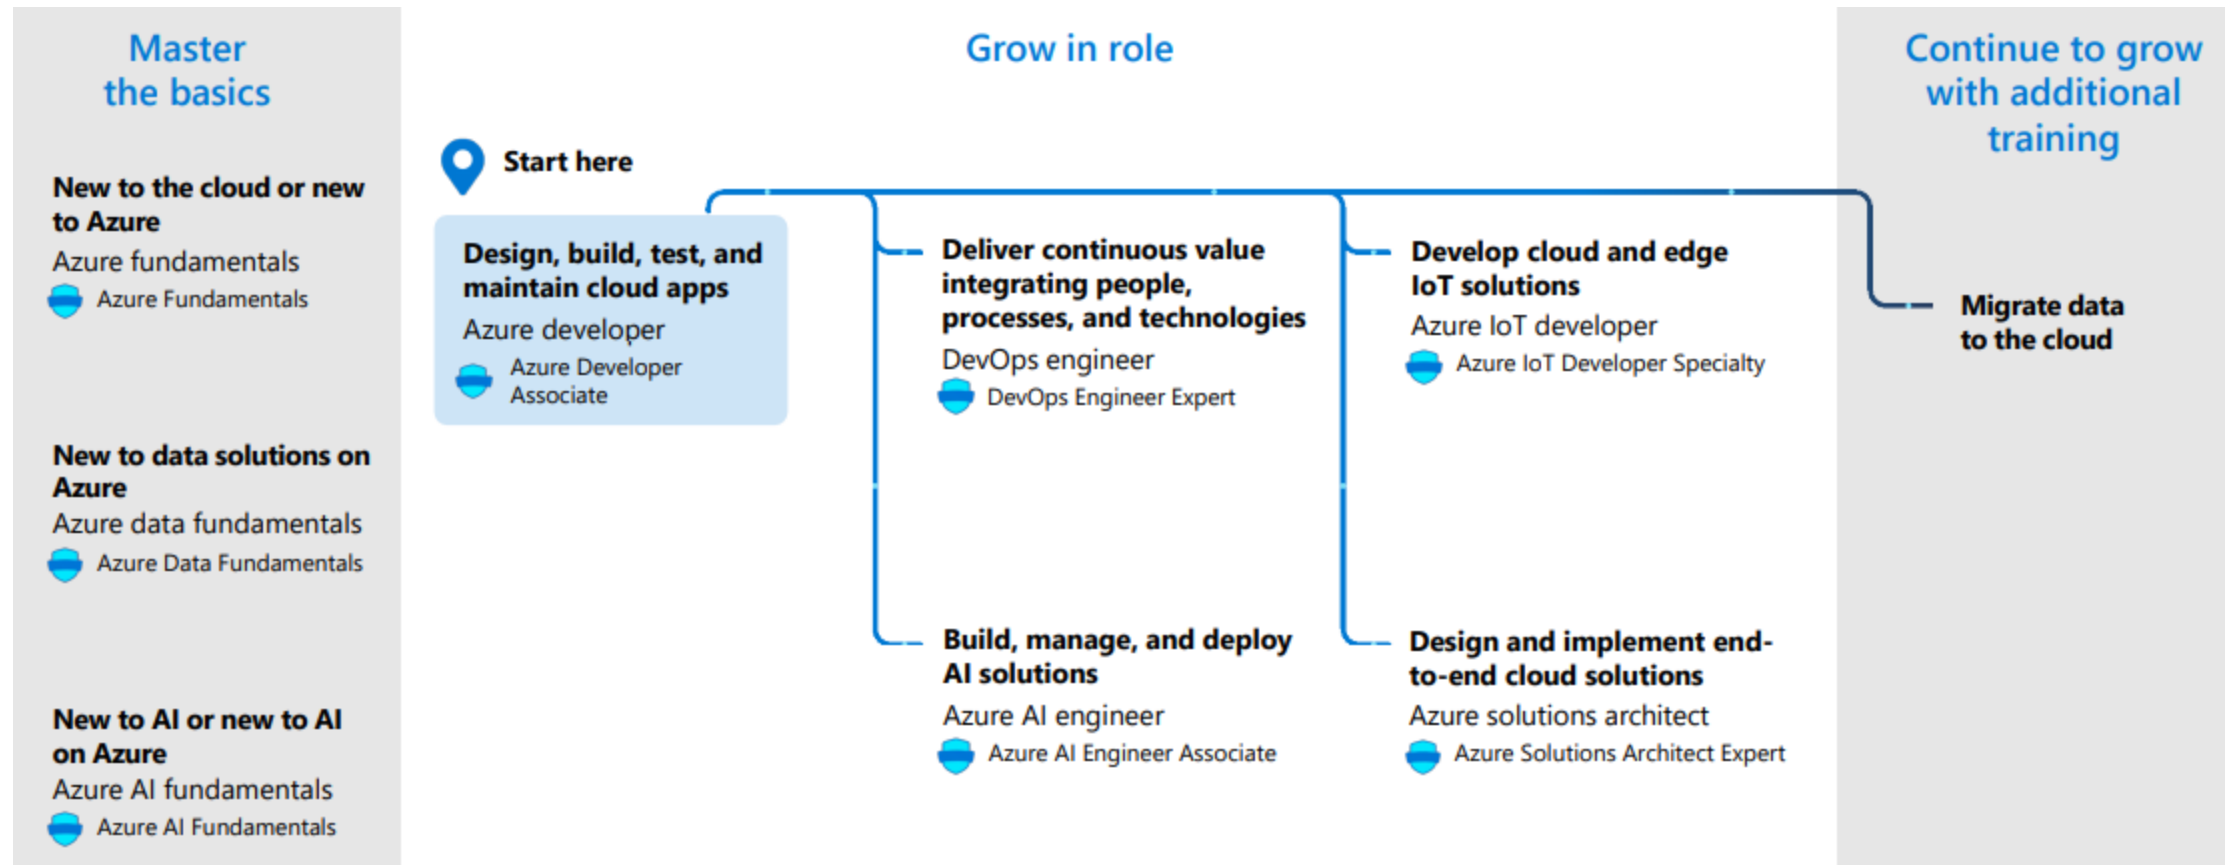 Master
the basics
New to the cloud or new
to Azure
Azure fundamentals
Azure Fundamentals
New to data solutions on
Azure
Azure data fundamentals
Azure Data Fundamentals
New to AI or new to AI
on Azure
Azure AI fundamentals
Azure AI Fundamentals
Grow in role
Start here
Design, build, test, and
maintain cloud apps
Azure developer
Azure Developer
Associate
Deliver continuous value
integrating people,
processes, and technologies
DevOps engineer
DevOps Engineer Expert
Build, manage, and deploy
AI solutions
Azure AI engineer
Azure AI Engineer Associate
Develop cloud and edge
IoT solutions
Azure IoT developer
Azure IoT Developer Specialty
Design and implement end-
to-end cloud solutions
Azure solutions architect
Azure Solutions Architect Expert
Continue to grow
with additional
training
Migrate data
to the cloud